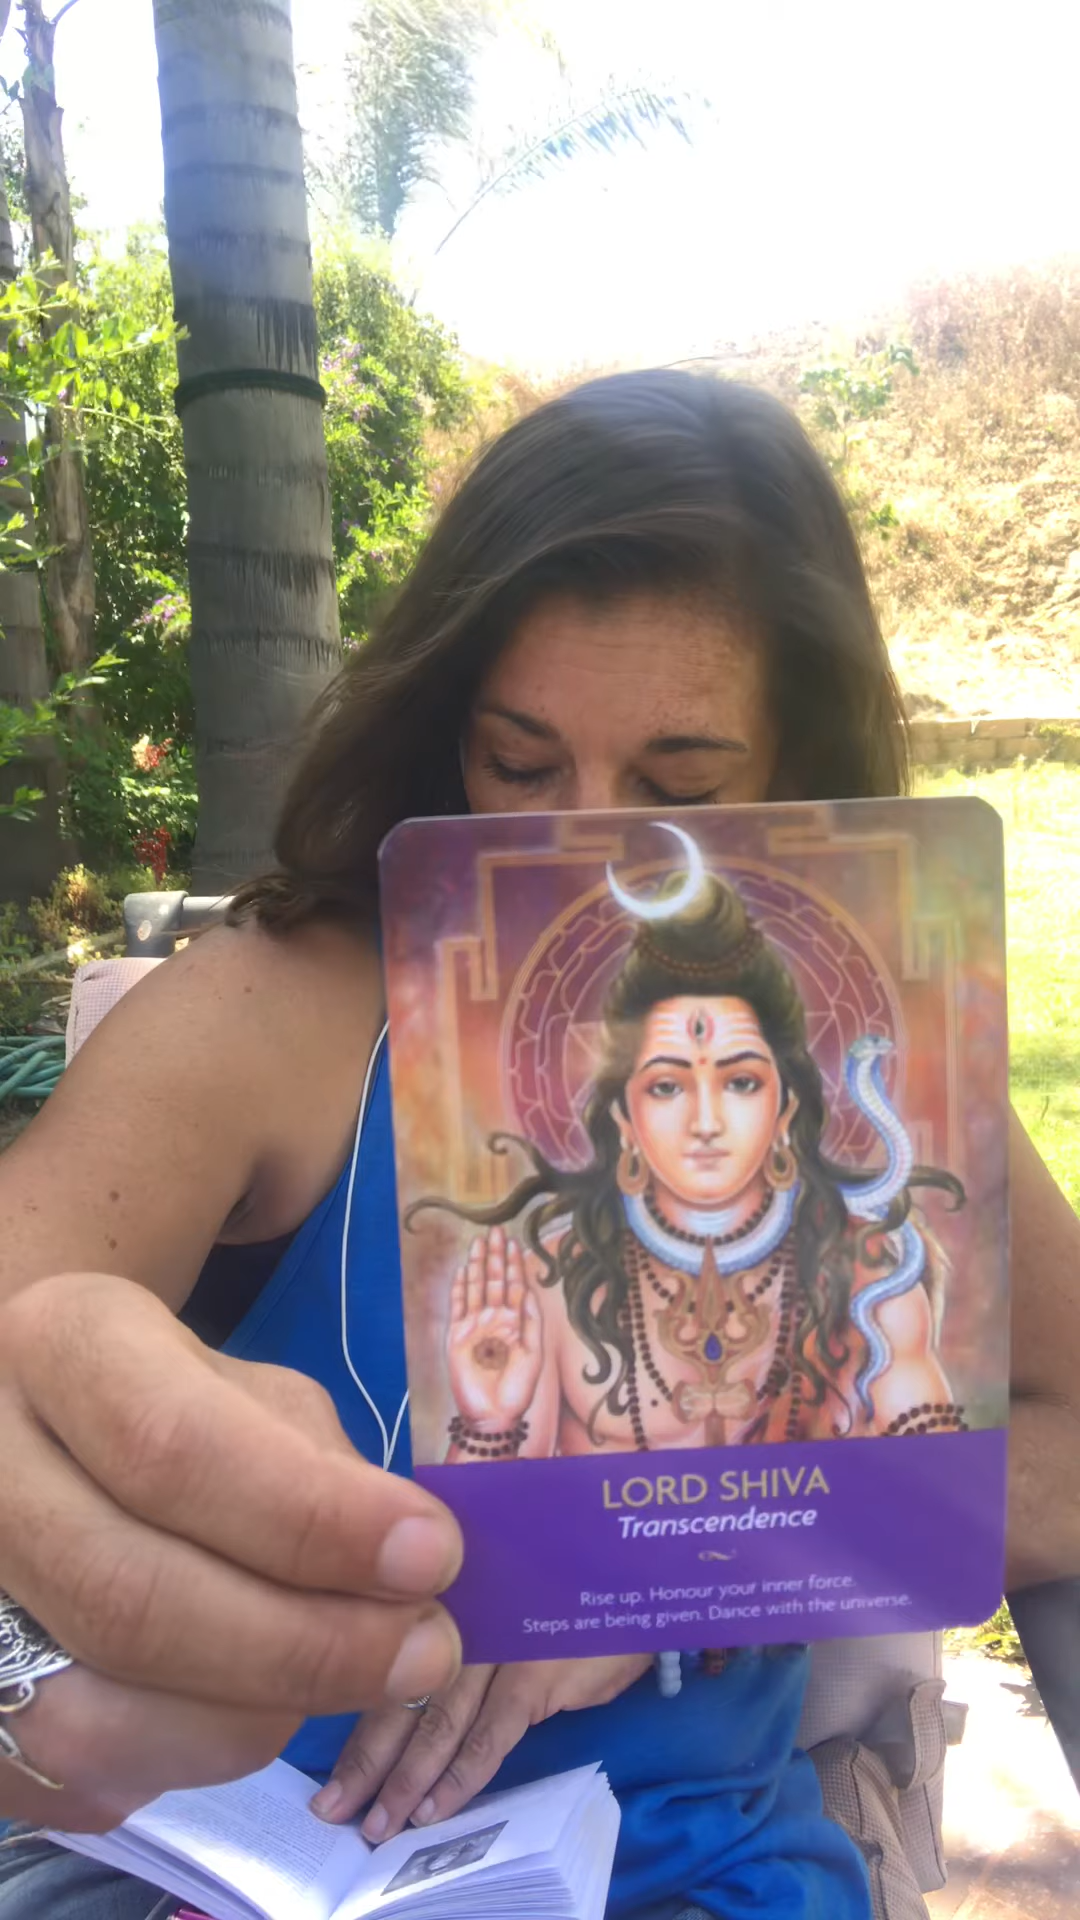 LORD SHIVA
Transcendence
Rise up. Honour your inner force.
Steps are being given. Dance with the universe.